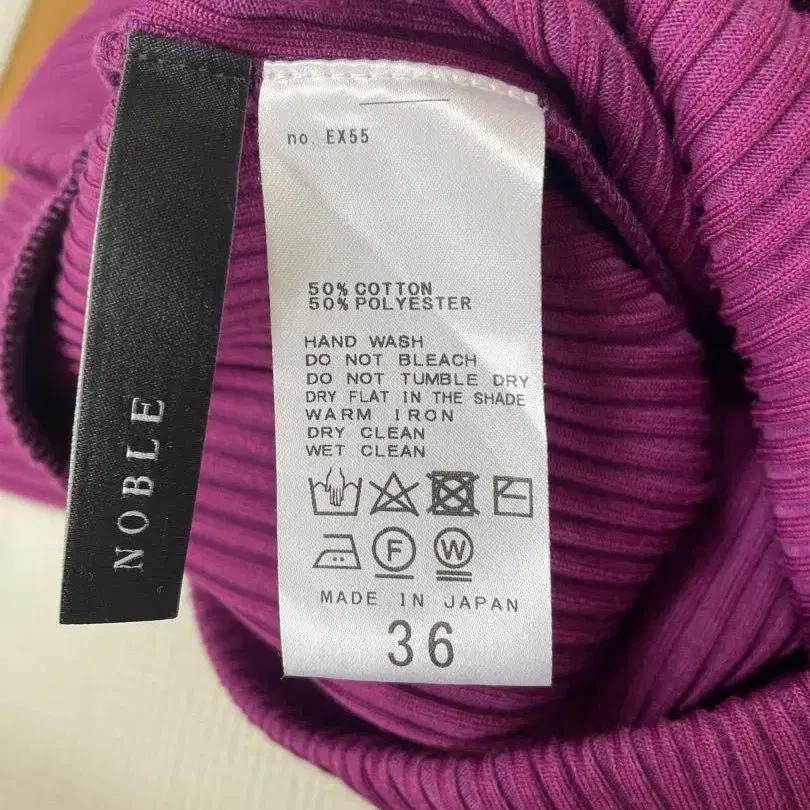 NOBLE
no. EX55
50% COTTON
50% POLYESTER
HAND WASH
DO NOT BLEACH
DO NOT TUMBLE DRY
DRY FLAT IN THE SHADE
WARM IRON
DRY CLEAN
WET CLEAN
F W
MADE IN JAPAN
36